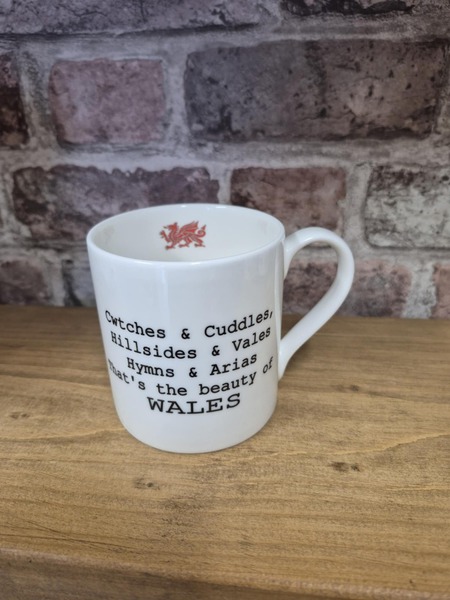 Cwtches & Cuddles,
Hillsides & Vales
Hymns & Arias
that's the beauty of
WALES